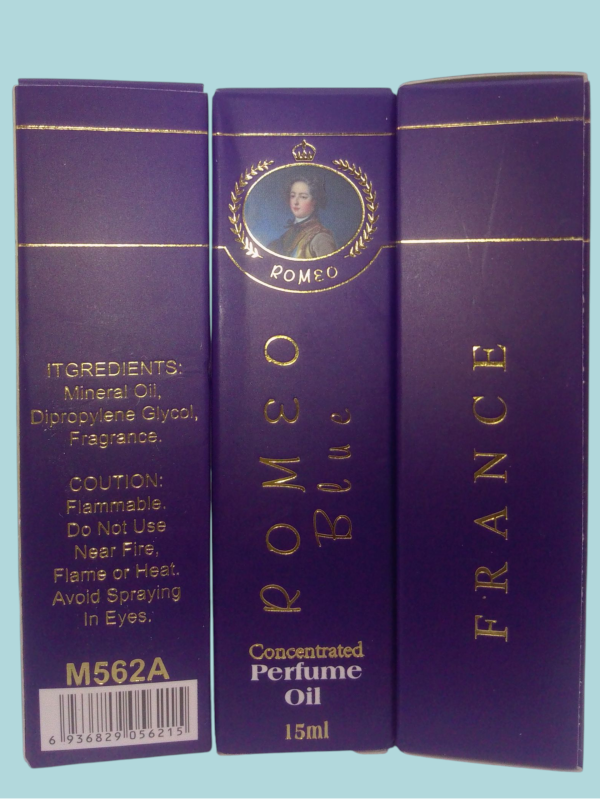 ITGREDIENTS:
Mineral Oil,
Dipropylene Glycol,
Fragrance.
COUTION:
Flammable.
Do Not Use
Near Fire,
Flame or Heat.
Avoid Spraying
In Eyes.
M562A
6 936829 056215
ROMEO
ROMEO
Blue
Concentrated
Perfume
Oil
15ml
FRANCE